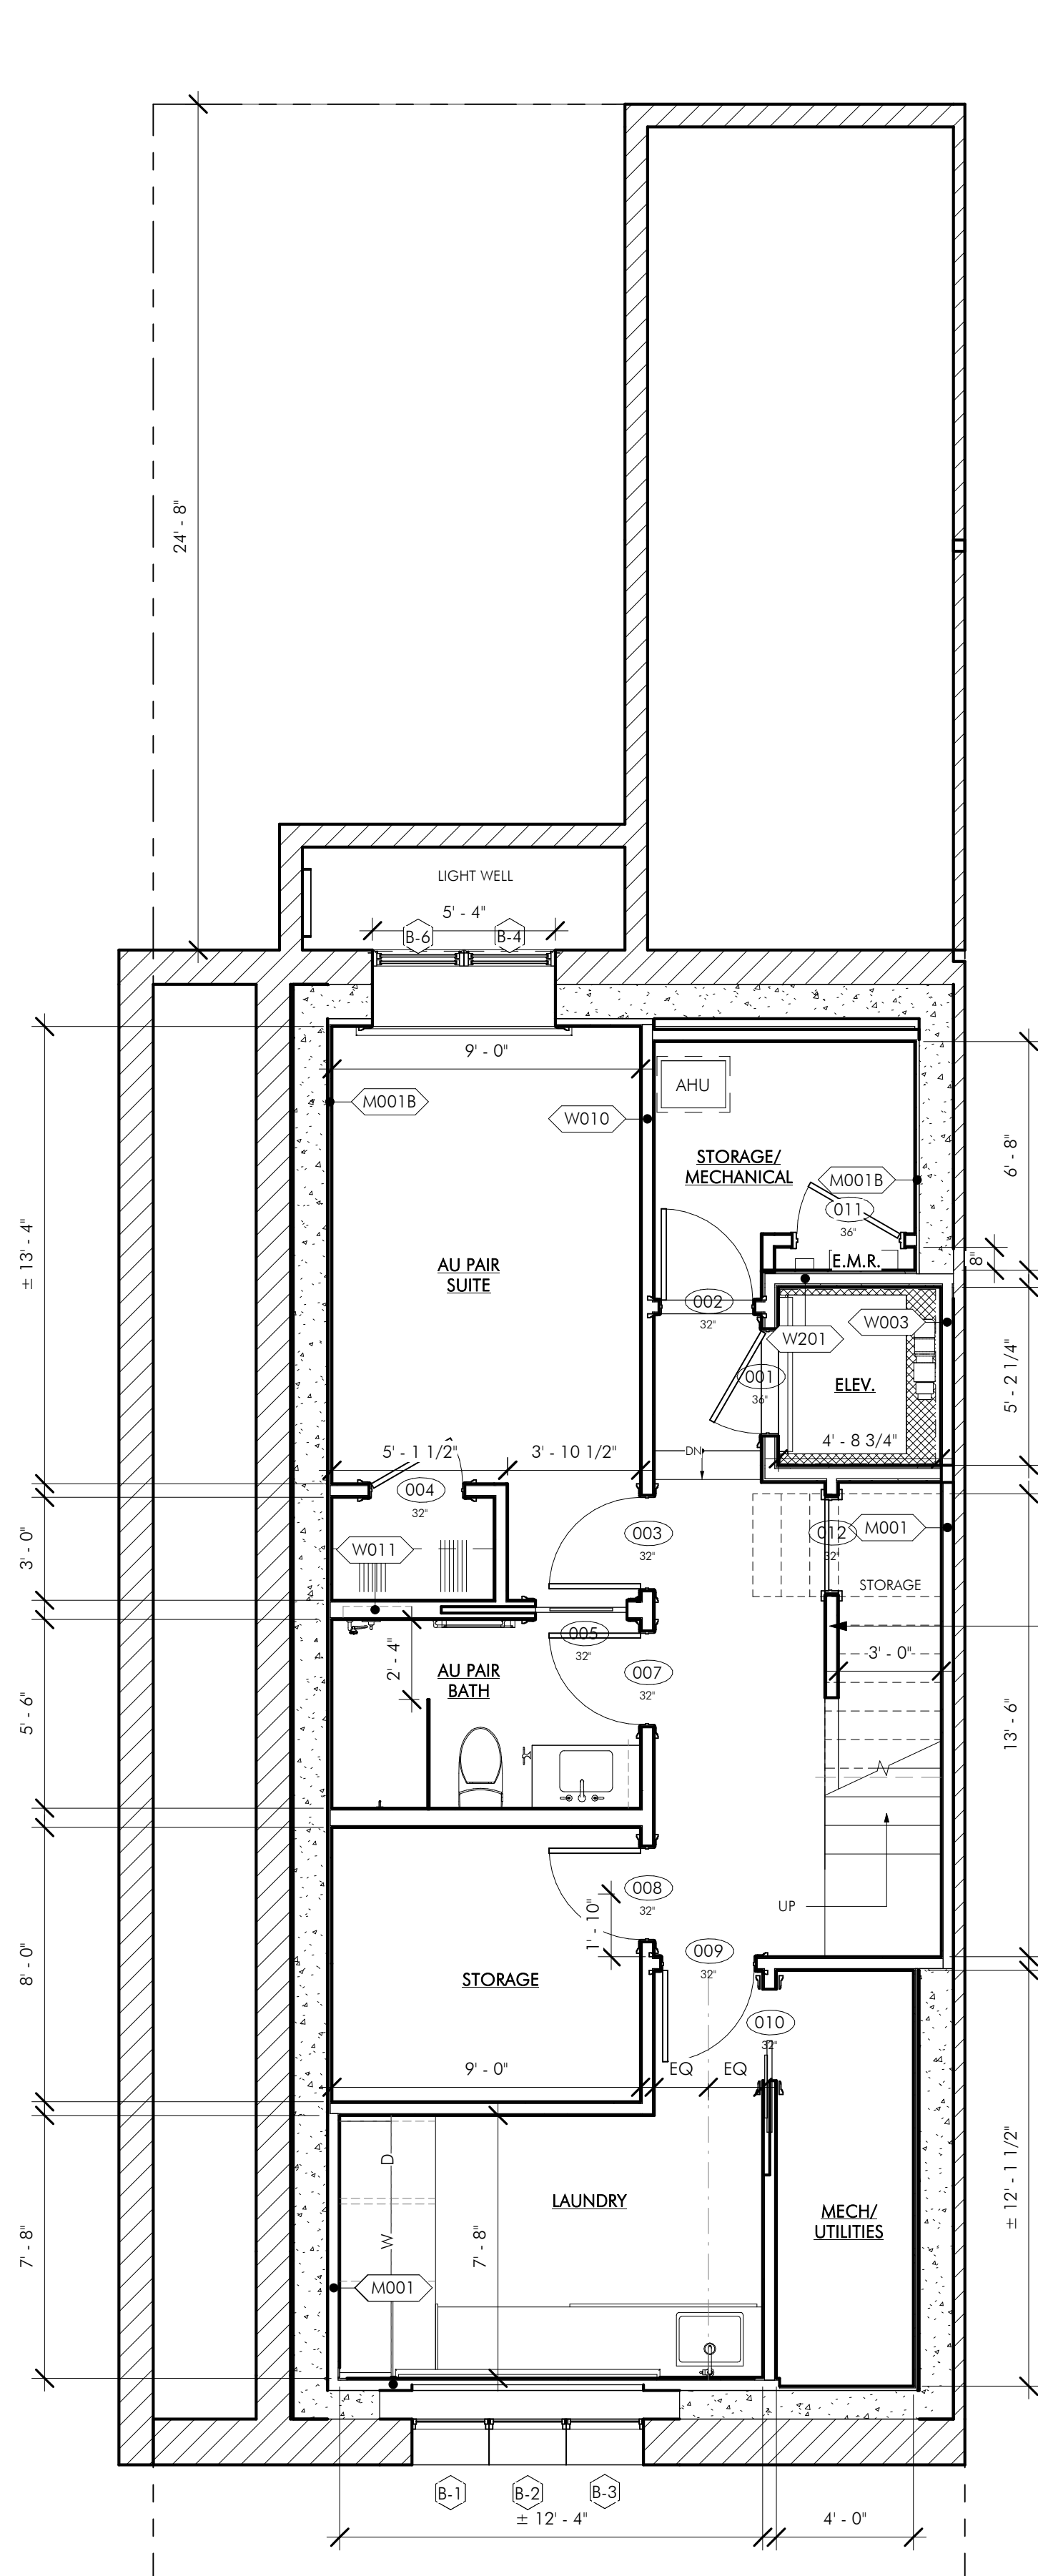 24' - 8"
LIGHT WELL
5' - 4"
B-6
B-4
9' - 0"
AHU
M001B
W010
STORAGE/
MECHANICAL
M001B
6' - 8"
011
36"
± 13' - 4"
E.M.R.
8"
AU PAIR
SUITE
002
32"
W003
W201
001
36"
ELEV.
5' - 2 1/4"
4' - 8 3/4"
5' - 1 1/2"
3' - 10 1/2"
DN
004
32"
003
32"
012
32"
M001
3' - 0"
W011
STORAGE
005
32"
3' - 0"
2' - 4"
AU PAIR
BATH
007
32"
5' - 6"
13' - 6"
008
32"
UP
1' - 10"
009
32"
8' - 0"
STORAGE
010
32"
9' - 0"
EQ
EQ
± 12' - 1 1/2"
D
LAUNDRY
MECH/
UTILITIES
W
7' - 8"
7' - 8"
M001
B-1
B-2
B-3
± 12' - 4"
4' - 0"